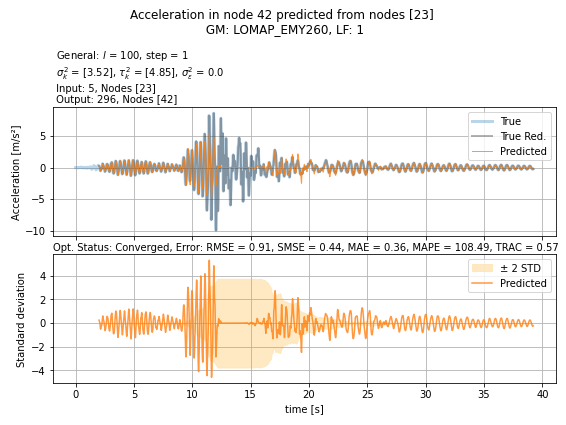 Acceleration in node 42 predicted from nodes [23]
GM: LOMAP_EMY260, LF: 1
General: l = 100, step = 1
σ²ₖ = [3.52], τ²ₖ = [4.85], σ²ε = 0.0
Input: 5, Nodes [23]
Output: 296, Nodes [42]
Acceleration [m/s²]
5
0
−5
−10
True
True Red.
Predicted
Opt. Status: Converged, Error: RMSE = 0.91, SMSE = 0.44, MAE = 0.36, MAPE = 108.49, TRAC = 0.57
Standard deviation
4
2
0
−2
−4
± 2 STD
Predicted
0 5 10 15 20 25 30 35 40
time [s]